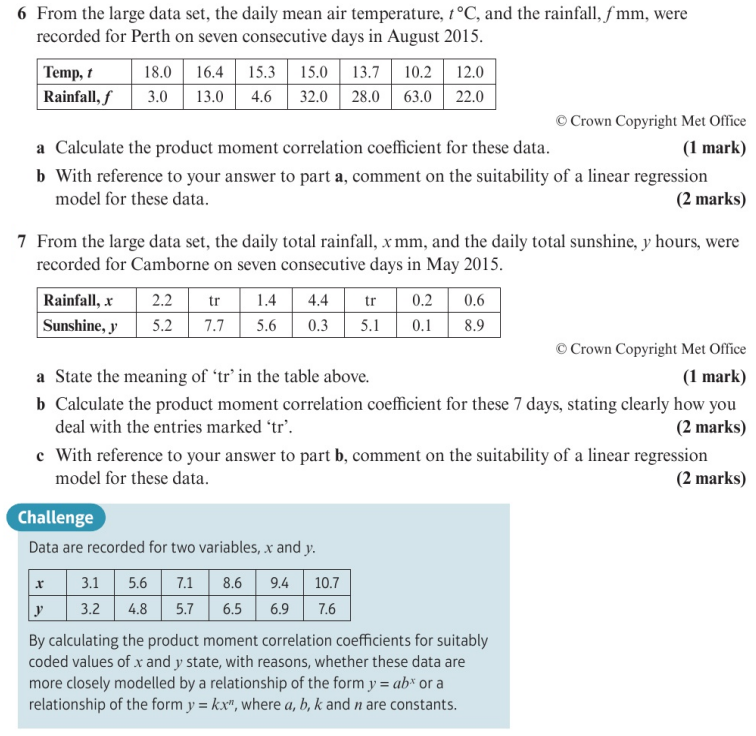 6 From the large data set, the daily mean air temperature, t °C, and the rainfall, f mm, were
recorded for Perth on seven consecutive days in August 2015.
Temp, t 18.0 16.4 15.3 15.0 13.7 10.2 12.0
Rainfall, f 3.0 13.0 4.6 32.0 28.0 63.0 22.0
© Crown Copyright Met Office
a Calculate the product moment correlation coefficient for these data. (1 mark)
b With reference to your answer to part a, comment on the suitability of a linear regression
model for these data. (2 marks)
7 From the large data set, the daily total rainfall, x mm, and the daily total sunshine, y hours, were
recorded for Camborne on seven consecutive days in May 2015.
Rainfall, x 2.2 tr 1.4 4.4 tr 0.2 0.6
Sunshine, y 5.2 7.7 5.6 0.3 5.1 0.1 8.9
© Crown Copyright Met Office
a State the meaning of ‘tr’ in the table above. (1 mark)
b Calculate the product moment correlation coefficient for these 7 days, stating clearly how you
deal with the entries marked ‘tr’. (2 marks)
c With reference to your answer to part b, comment on the suitability of a linear regression
model for these data. (2 marks)
Challenge
Data are recorded for two variables, x and y.
x 3.1 5.6 7.1 8.6 9.4 10.7
y 3.2 4.8 5.7 6.5 6.9 7.6
By calculating the product moment correlation coefficients for suitably
coded values of x and y state, with reasons, whether these data are
more closely modelled by a relationship of the form y = abˣ or a
relationship of the form y = kxⁿ, where a, b, k and n are constants.